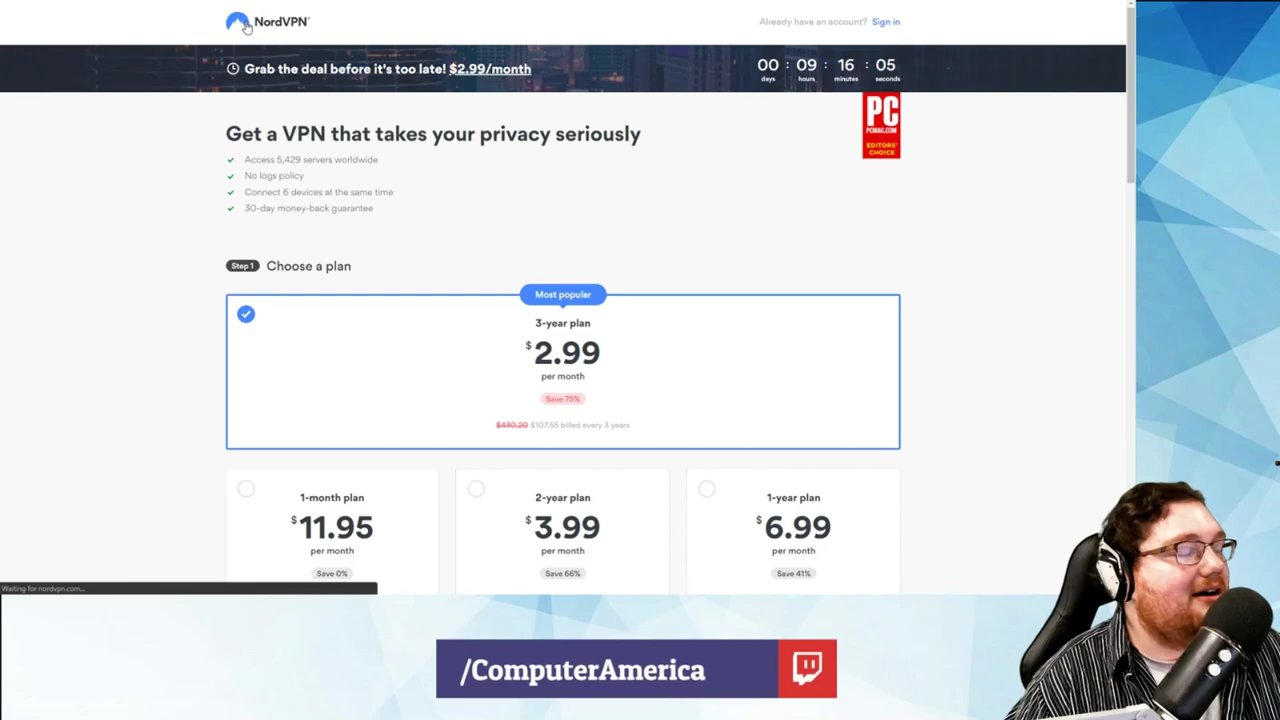 NordVPN®
Already have an account? Sign in
Grab the deal before it's too late! $2.99/month
00 : 09 : 16 : 05
days hours minutes seconds
PC
PCMAG.COM
EDITORS'
CHOICE
Get a VPN that takes your privacy seriously
Access 5,429 servers worldwide
No logs policy
Connect 6 devices at the same time
30-day money-back guarantee
Step 1 Choose a plan
Most popular
3-year plan
$2.99
per month
Save 75%
$430.20 $107.55 billed every 3 years
1-month plan
$11.95
per month
Save 0%
2-year plan
$3.99
per month
Save 66%
1-year plan
$6.99
per month
Save 41%
Waiting for nordvpn.com...
/ComputerAmerica